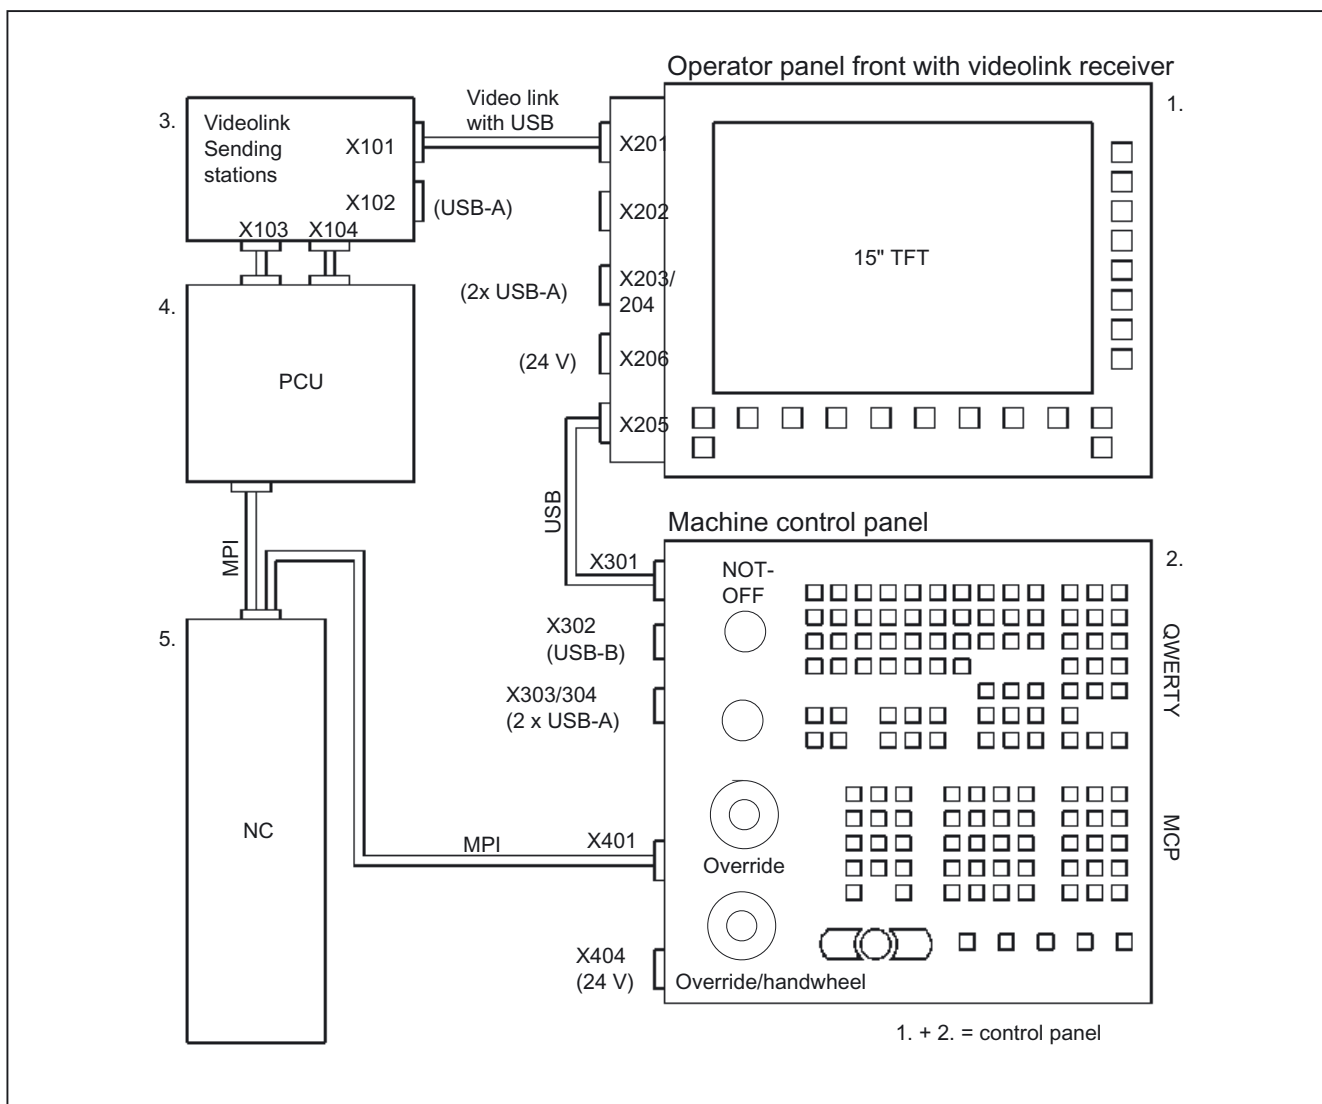 Operator panel front with videolink receiver
1.
3.
Videolink
Sending
stations
X101
X102
X103
X104
Video link
with USB
(USB-A)
X201
X202
X203/
204
(2x USB-A)
X206
(24 V)
X205
15" TFT
4.
PCU
USB
MPI
Machine control panel
2.
X301
NOT-
OFF
X302
(USB-B)
X303/304
(2 x USB-A)
QWERTY
5.
NC
MPI
X401
Override
MCP
X404
(24 V)
Override/handwheel
1. + 2. = control panel